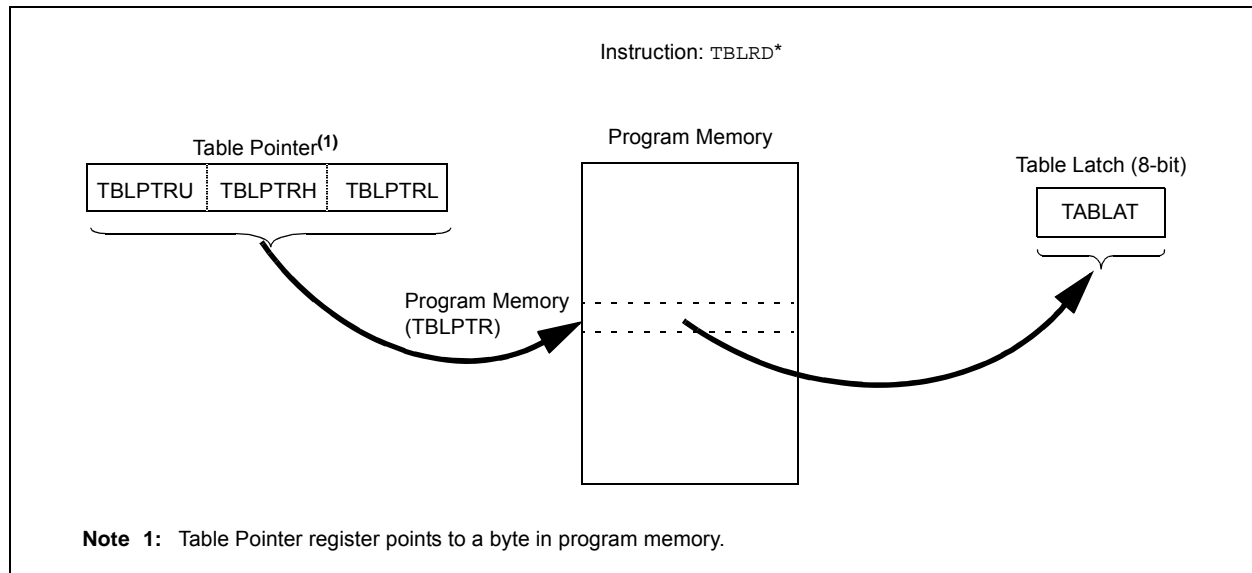 Instruction: TBLRD*
Table Pointer(1)
TBLPTRU TBLPTRH TBLPTRL
Program Memory
Table Latch (8-bit)
TABLAT
Program Memory
(TBLPTR)
Note 1: Table Pointer register points to a byte in program memory.